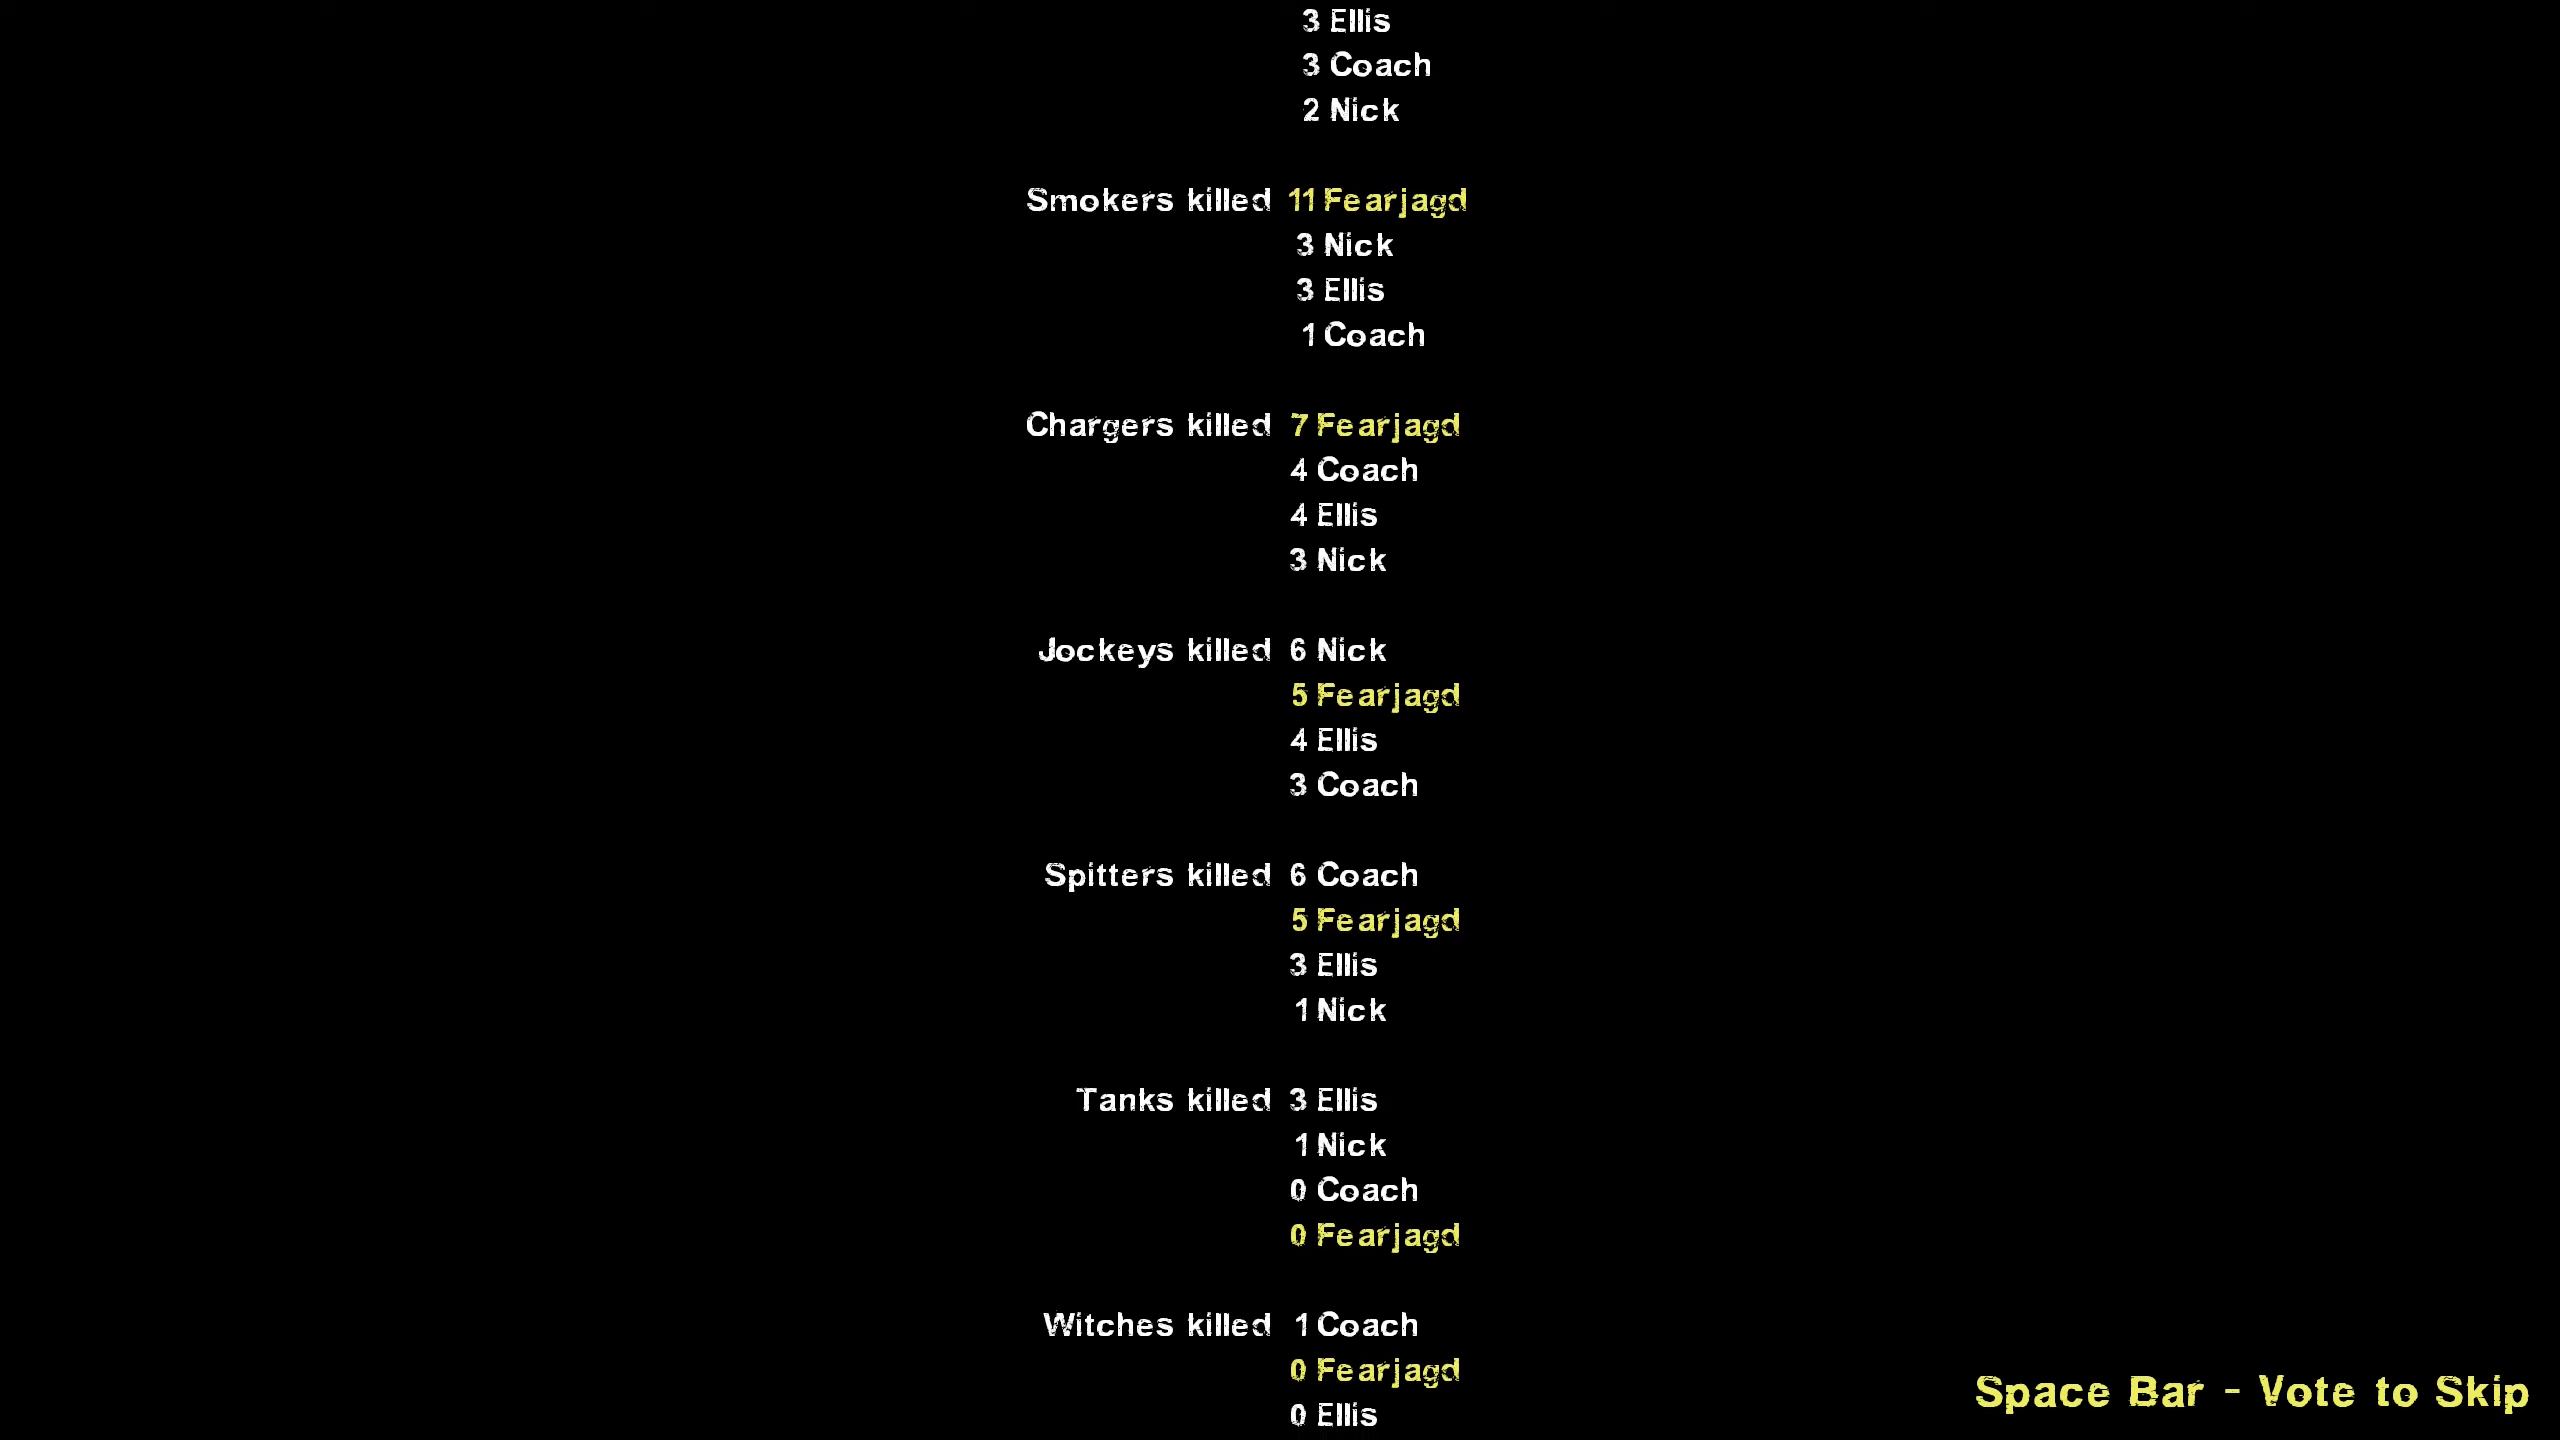 3 Ellis
3 Coach
2 Nick
Smokers killed 11 Fearjagd
3 Nick
3 Ellis
1 Coach
Chargers killed 7 Fearjagd
4 Coach
4 Ellis
3 Nick
Jockeys killed 6 Nick
5 Fearjagd
4 Ellis
3 Coach
Spitters killed 6 Coach
5 Fearjagd
3 Ellis
1 Nick
Tanks killed 3 Ellis
1 Nick
0 Coach
0 Fearjagd
Witches killed 1 Coach
0 Fearjagd
0 Ellis
Space Bar - Vote to Skip